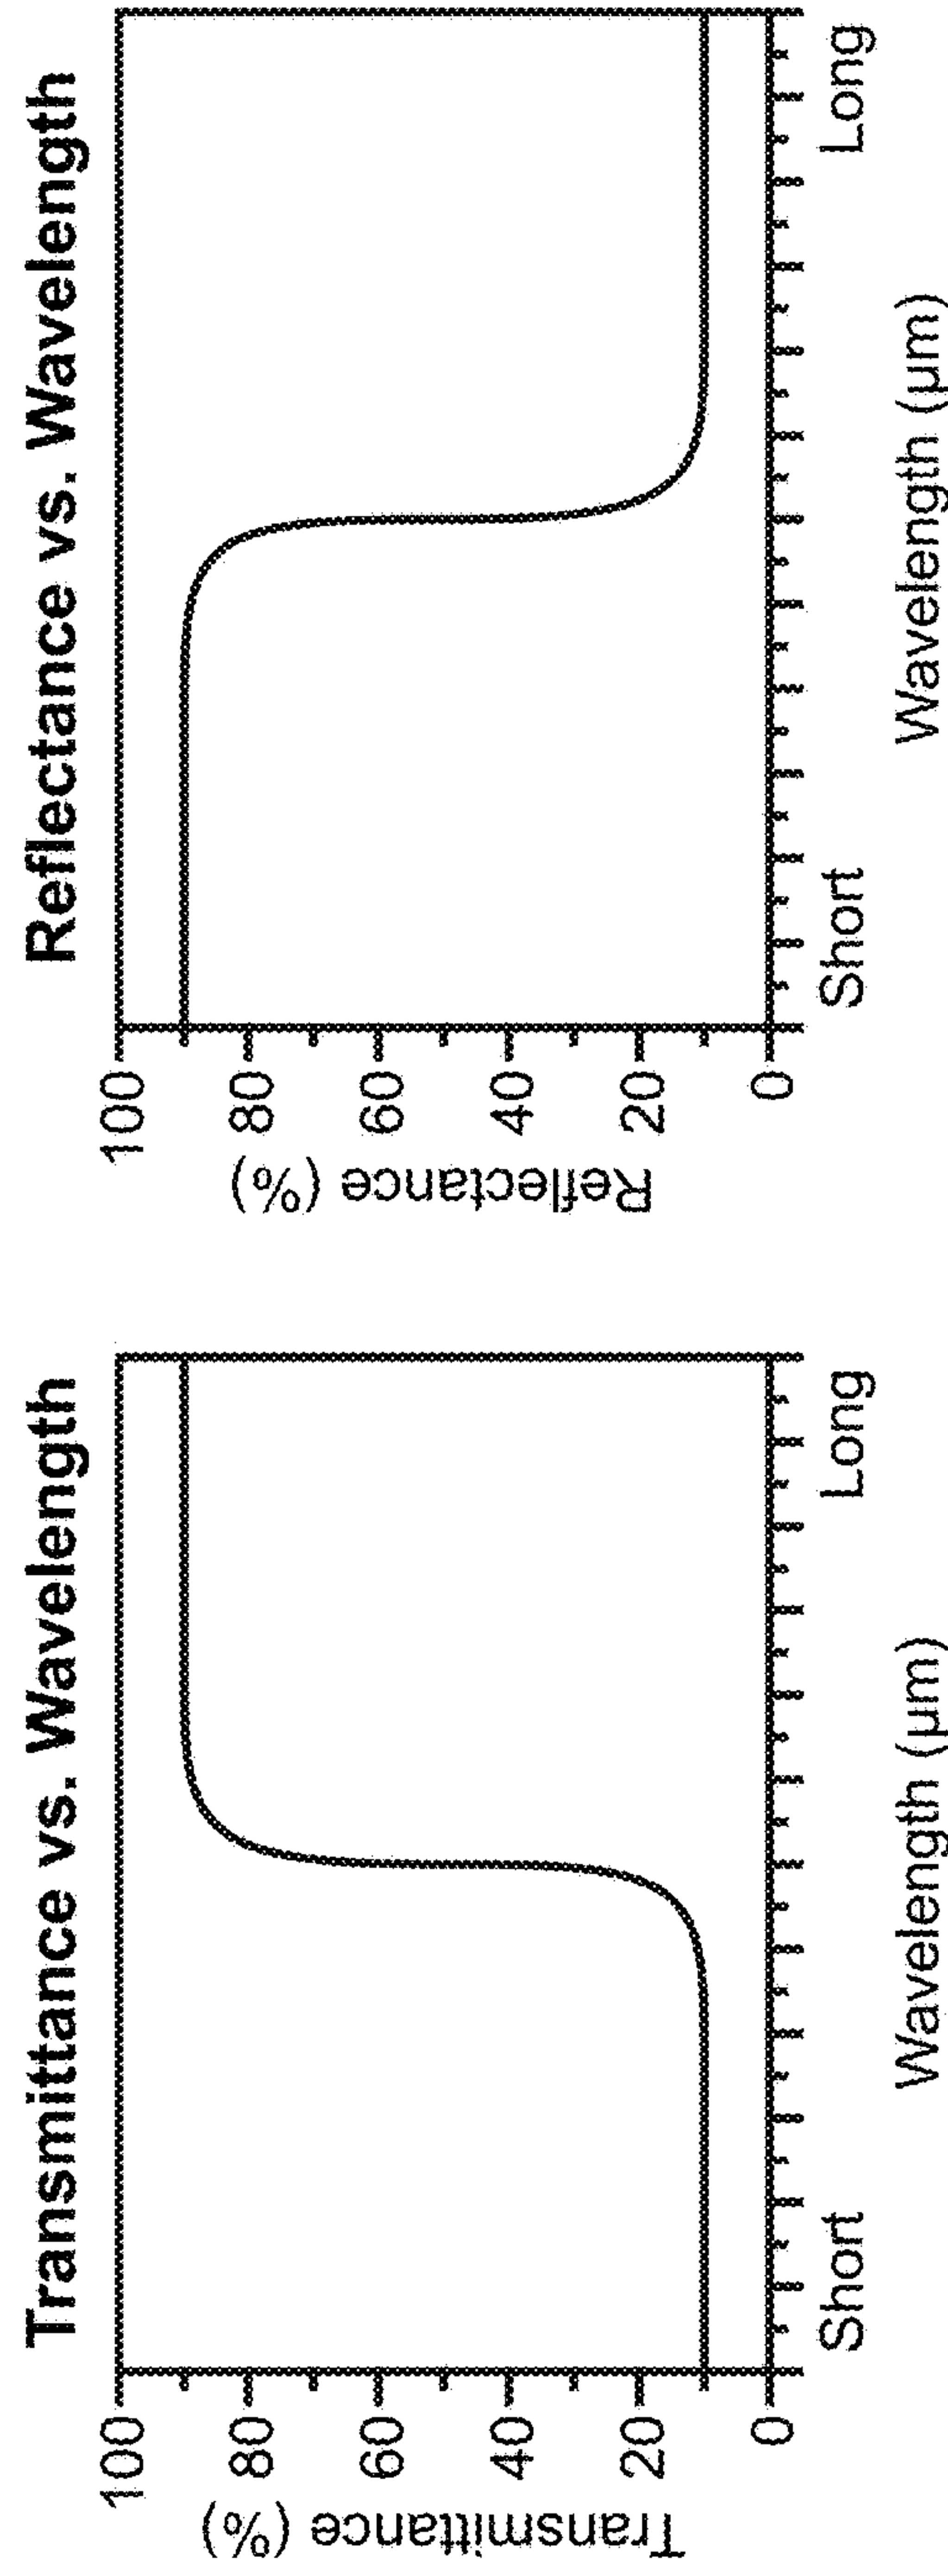 Transmittance vs. Wavelength
Transmittance (%)
100
80
60
40
20
0
Short
Long
Wavelength (μm)
Reflectance vs. Wavelength
Reflectance (%)
100
80
60
40
20
0
Short
Long
Wavelength (μm)